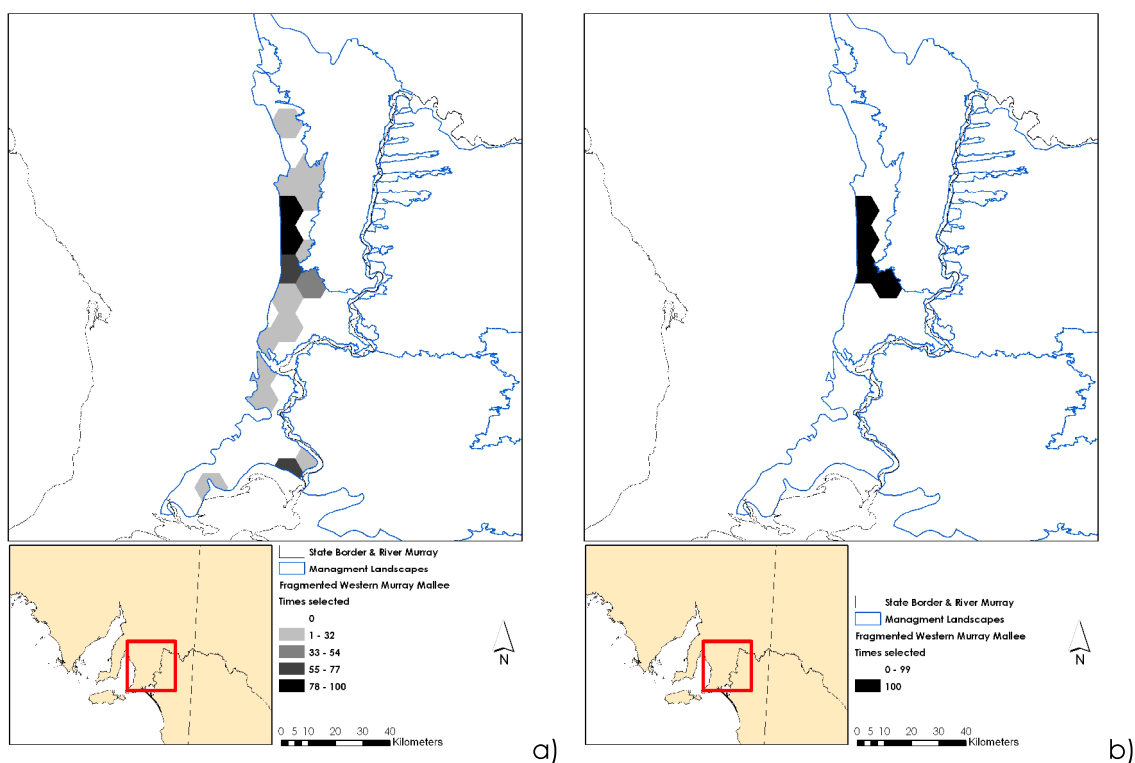 State Border & River Murray
Managment Landscapes
Fragmented Western Murray Mallee
Times selected
0
1 - 32
33 - 54
55 - 77
78 - 100
N
0 5 10 20 30 40
Kilometers
a)
State Border & River Murray
Managment Landscapes
Fragmented Western Murray Mallee
Times selected
0 - 99
100
N
0 5 10 20 30 40
Kilometers
b)